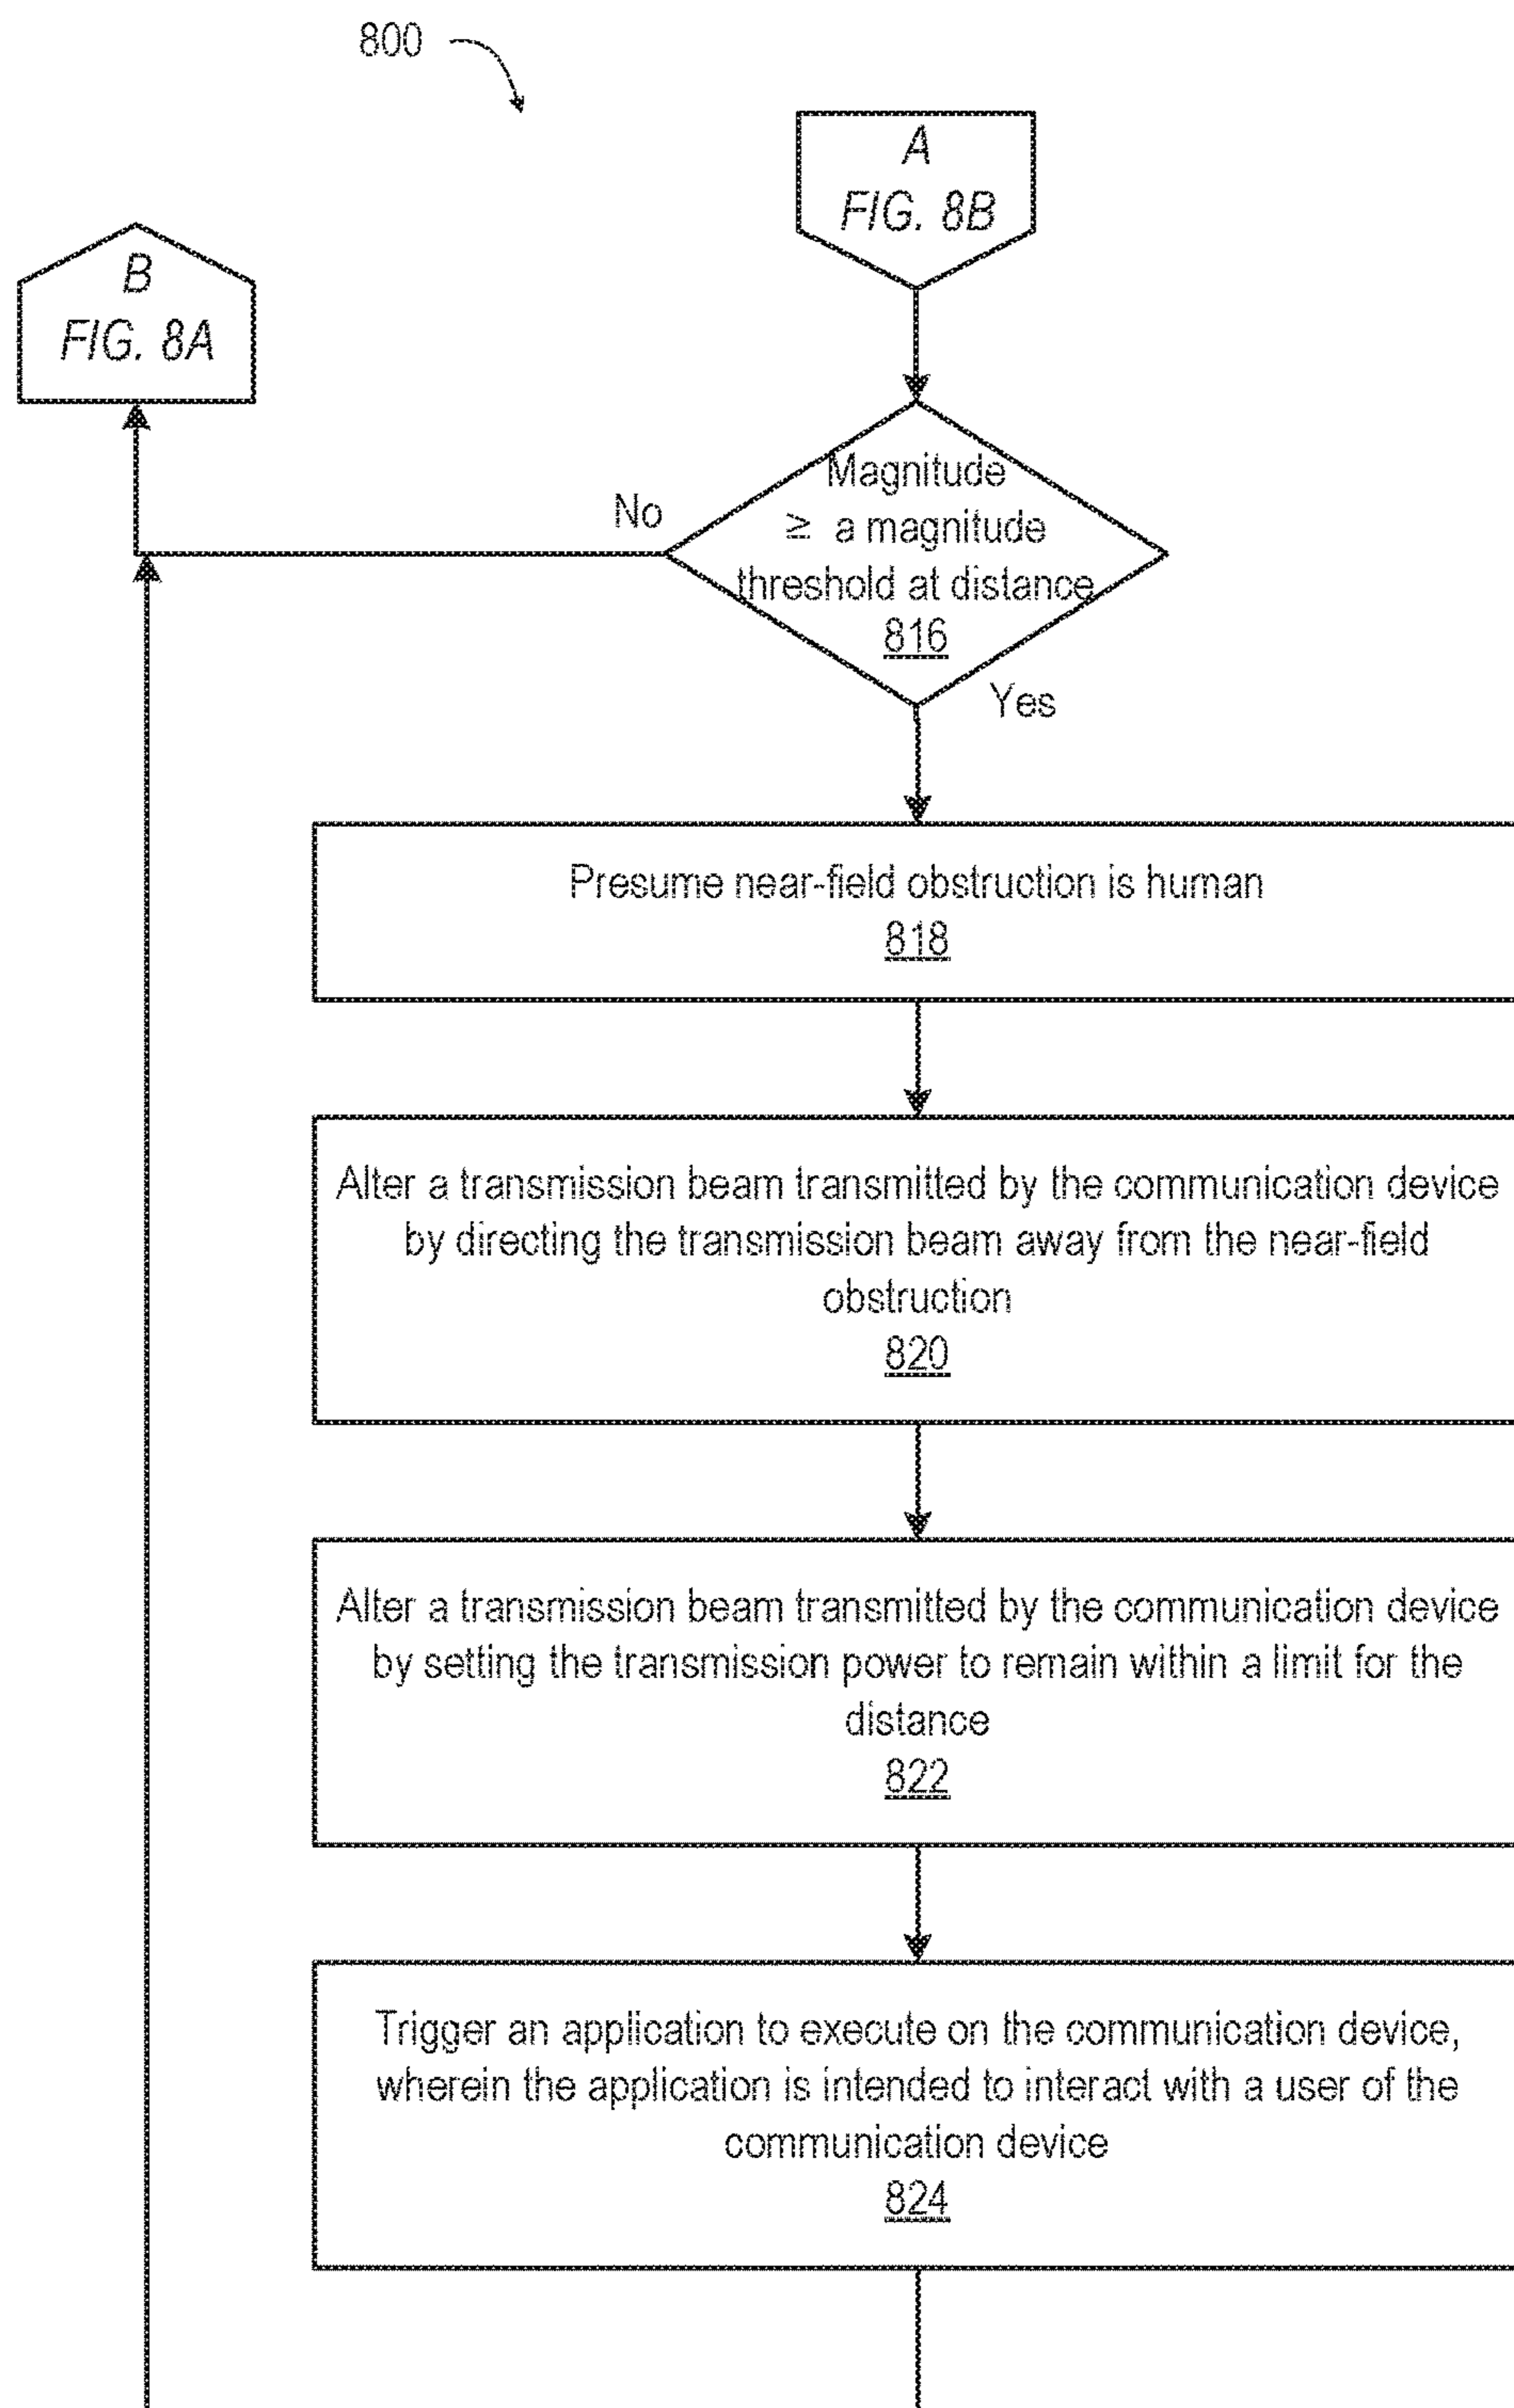 800
A
FIG. 8B
B
FIG. 8A
Magnitude
≥ a magnitude
threshold at distance
816
No
Yes
Presume near-field obstruction is human
818
Alter a transmission beam transmitted by the communication device
by directing the transmission beam away from the near-field
obstruction
820
Alter a transmission beam transmitted by the communication device
by setting the transmission power to remain within a limit for the
distance
822
Trigger an application to execute on the communication device,
wherein the application is intended to interact with a user of the
communication device
824